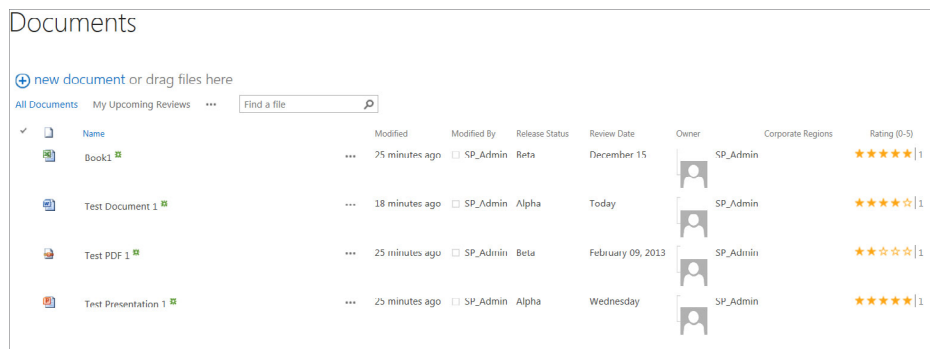 Documents
new document or drag files here
All Documents My Upcoming Reviews ••• Find a file
Name Modified Modified By Release Status Review Date Owner Corporate Regions Rating (0-5)
Book1 ••• 25 minutes ago SP_Admin Beta December 15 SP_Admin 1
Test Document 1 ••• 18 minutes ago SP_Admin Alpha Today SP_Admin 1
Test PDF 1 ••• 25 minutes ago SP_Admin Beta February 09, 2013 SP_Admin 1
Test Presentation 1 ••• 25 minutes ago SP_Admin Alpha Wednesday SP_Admin 1